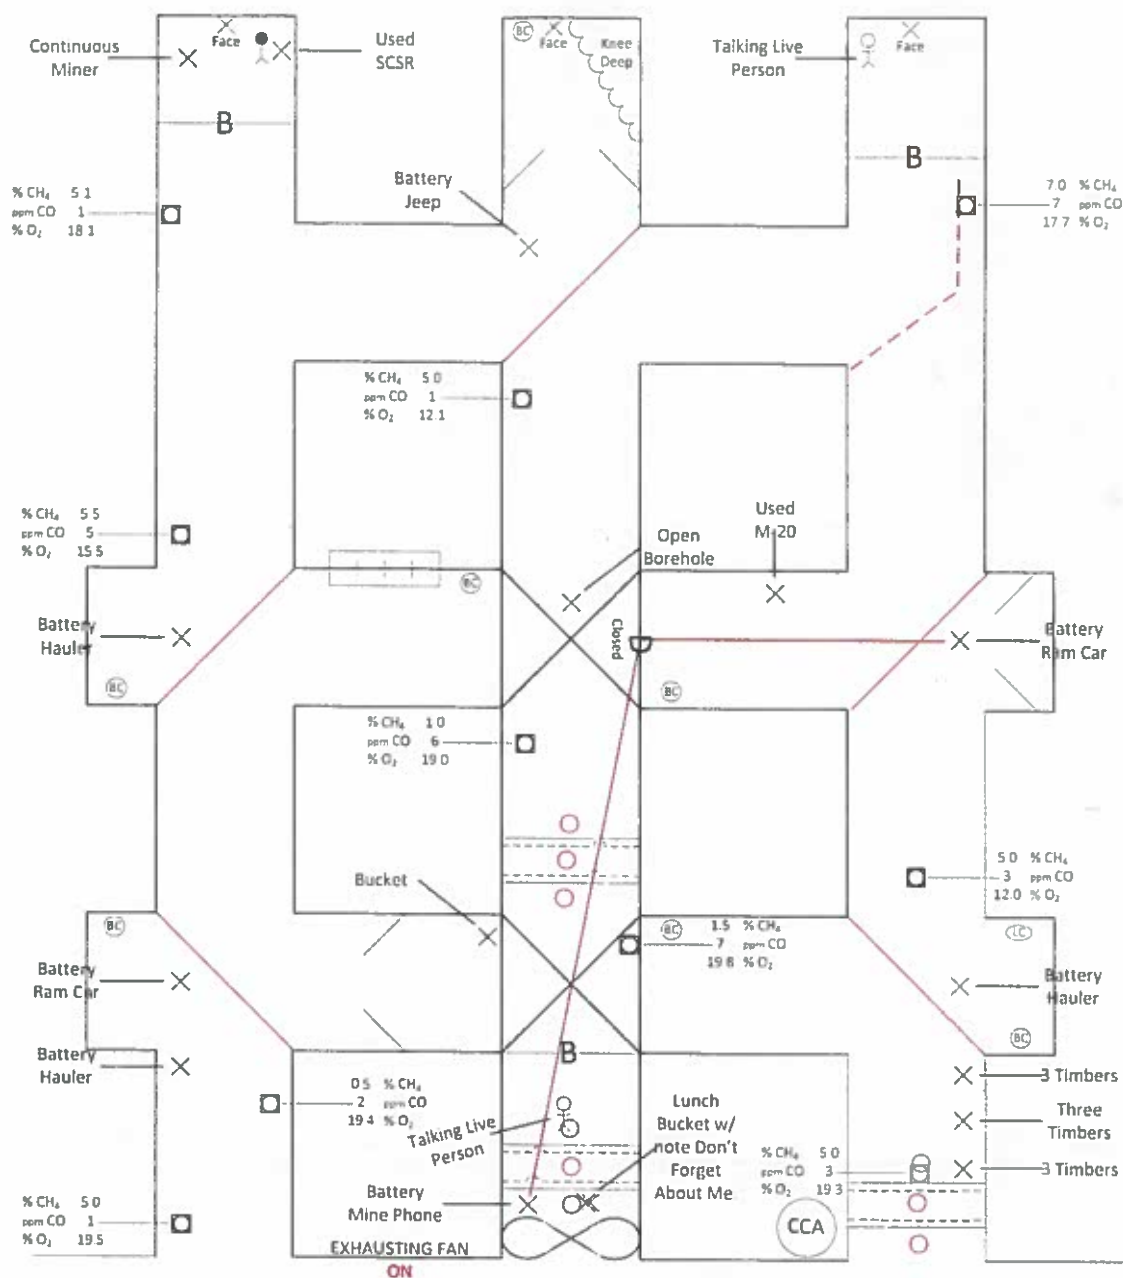 Continuous
Miner
Face
Used
SCSR
B
BC
Face
Knee
Deep
Talking Live
Person
Face
B
% CH₄ 5 1
ppm CO 1
% O₂ 18 1
Battery
Jeep
7.0 % CH₄
7 ppm CO
17 7 % O₂
% CH₄ 5 0
ppm CO 1
% O₂ 12 1
% CH₄ 5 5
ppm CO 5
% O₂ 15 5
Open
Borehole
Used
M-20
BC
Battery
Hauler
BC
Closed
BC
Battery
Ram Car
% CH₄ 1 0
ppm CO 6
% O₂ 19 0
Bucket
5 0 % CH₄
3 ppm CO
12 0 % O₂
BC
BC
1.5 % CH₄
7 ppm CO
19 8 % O₂
Battery
Ram Car
Battery
Hauler
BC
Battery
Hauler
B
0 5 % CH₄
2 ppm CO
19 4 % O₂
Talking Live
Person
Lunch
Bucket w/
note Don't
Forget
About Me
3 Timbers
Three
Timbers
3 Timbers
% CH₄ 5 0
ppm CO 3
% O₂ 19 3
Battery
Mine Phone
CCA
% CH₄ 5 0
ppm CO 1
% O₂ 19 5
EXHAUSTING FAN
ON